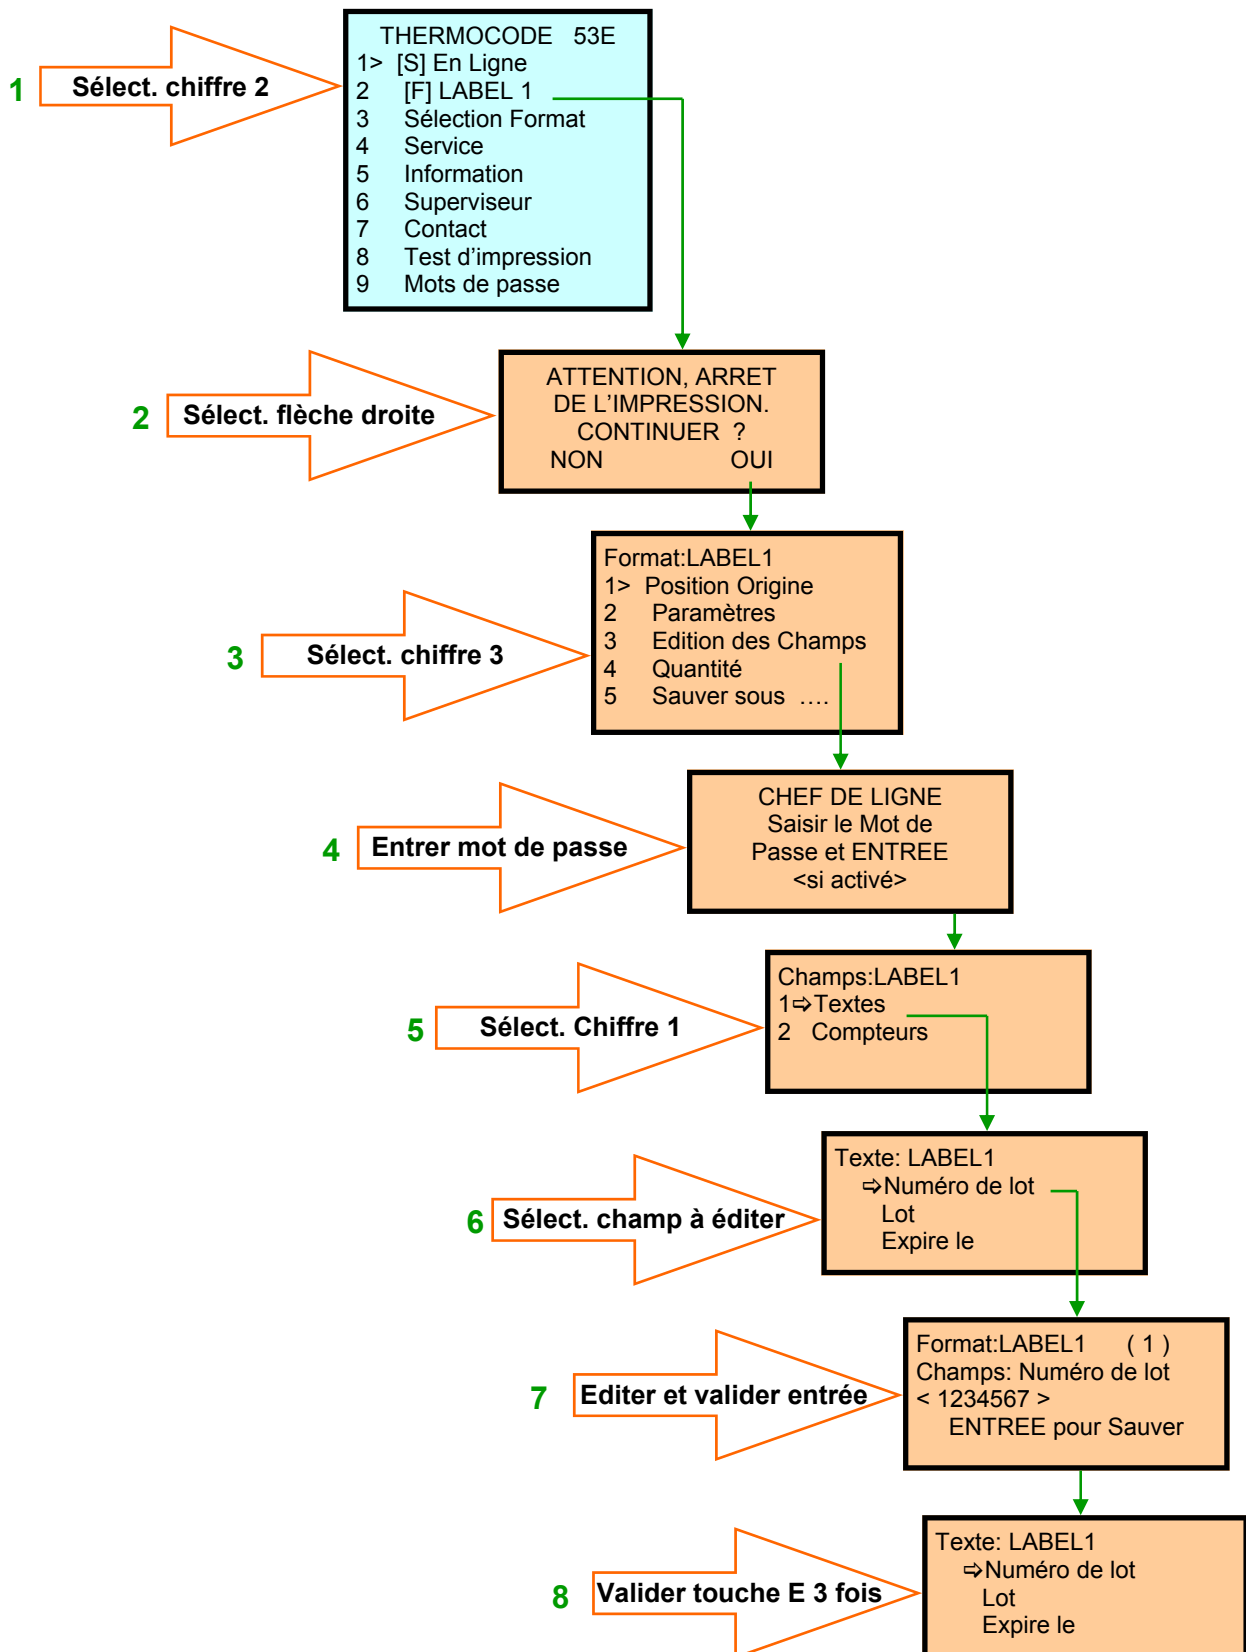 THERMOCODE 53E
1> [S] En Ligne
2 [F] LABEL 1
3 Sélection Format
4 Service
5 Information
6 Superviseur
7 Contact
8 Test d’impression
9 Mots de passe
1 Sélect. chiffre 2
ATTENTION, ARRET
DE L’IMPRESSION.
CONTINUER ?
NON OUI
2 Sélect. flèche droite
Format:LABEL1
1> Position Origine
2 Paramètres
3 Edition des Champs
4 Quantité
5 Sauver sous ….
3 Sélect. chiffre 3
CHEF DE LIGNE
Saisir le Mot de
Passe et ENTREE
<si activé>
4 Entrer mot de passe
Champs:LABEL1
1⇨Textes
2 Compteurs
5 Sélect. Chiffre 1
Texte: LABEL1
⇨Numéro de lot
Lot
Expire le
6 Sélect. champ à éditer
Format:LABEL1 ( 1 )
Champs: Numéro de lot
< 1234567 >
ENTREE pour Sauver
7 Editer et valider entrée
Texte: LABEL1
⇨Numéro de lot
Lot
Expire le
8 Valider touche E 3 fois